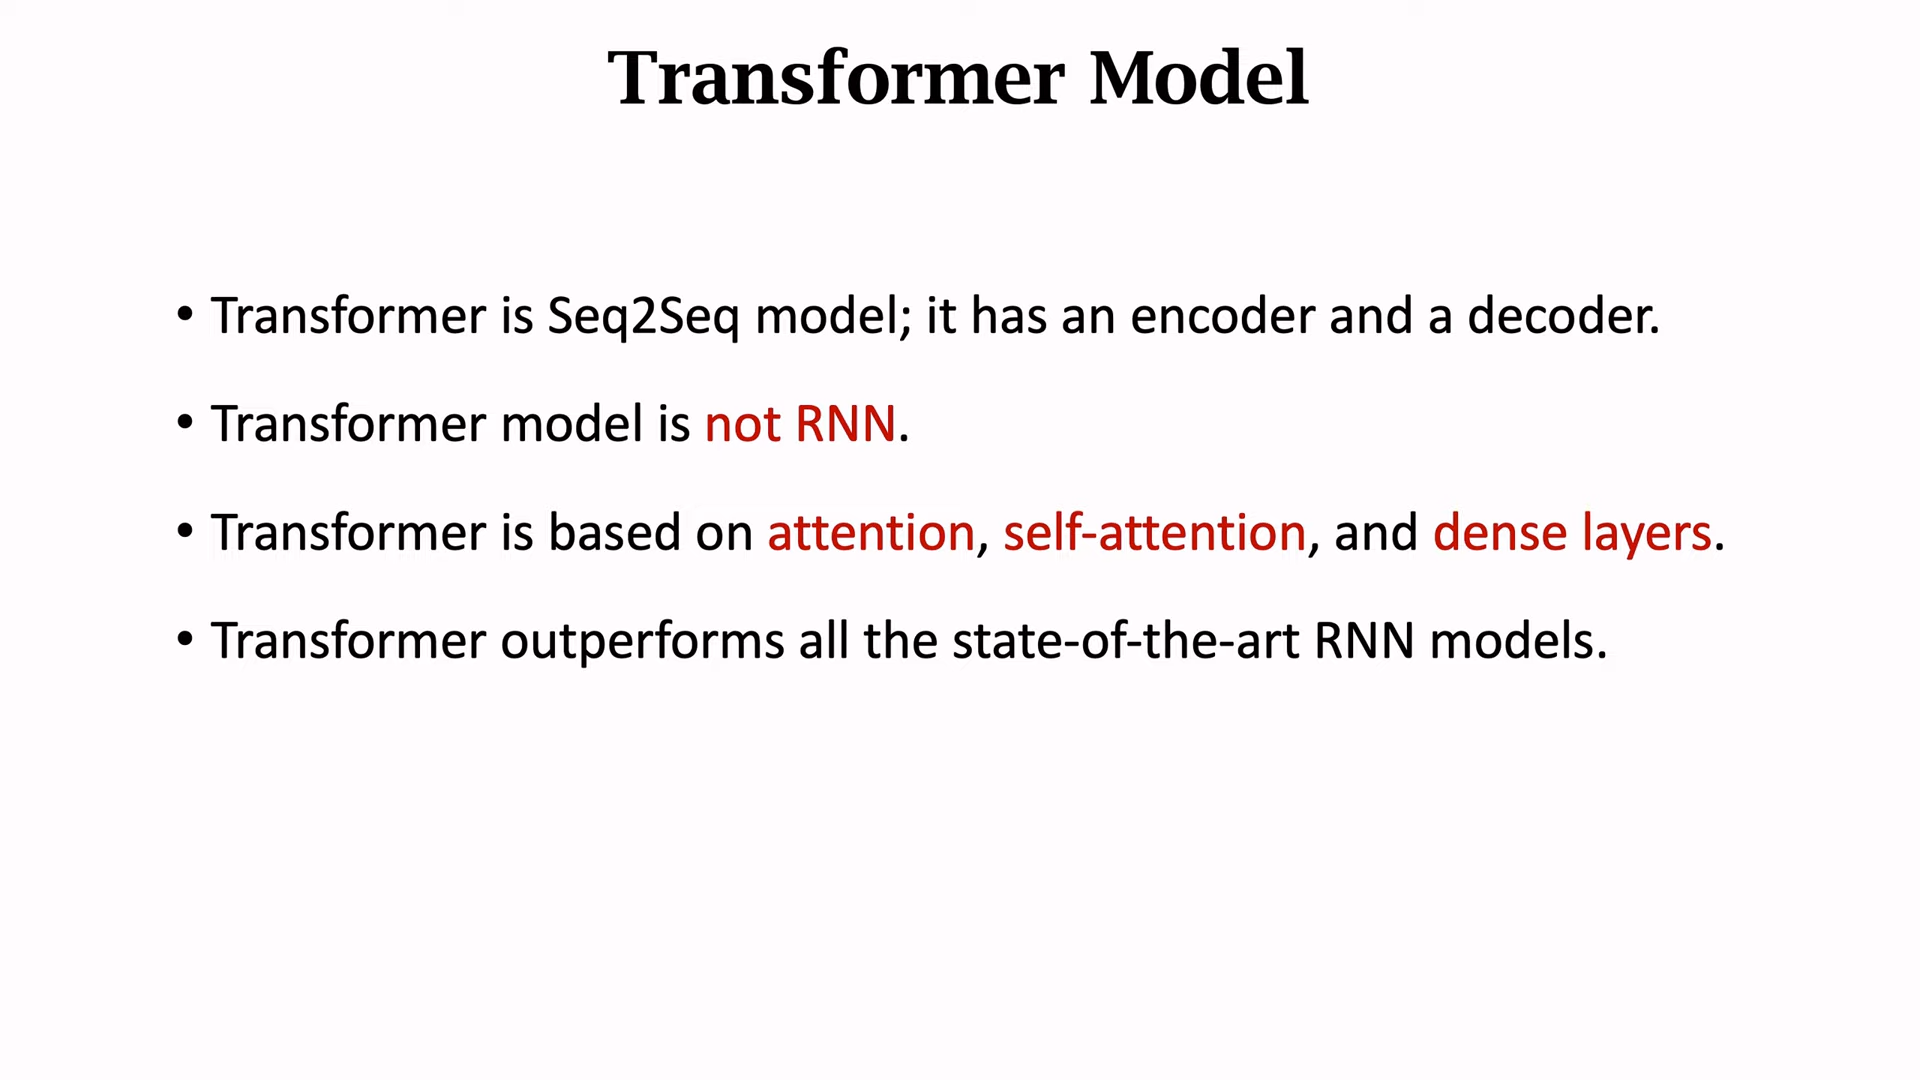 Transformer Model
• Transformer is Seq2Seq model; it has an encoder and a decoder.
• Transformer model is not RNN.
• Transformer is based on attention, self-attention, and dense layers.
• Transformer outperforms all the state-of-the-art RNN models.